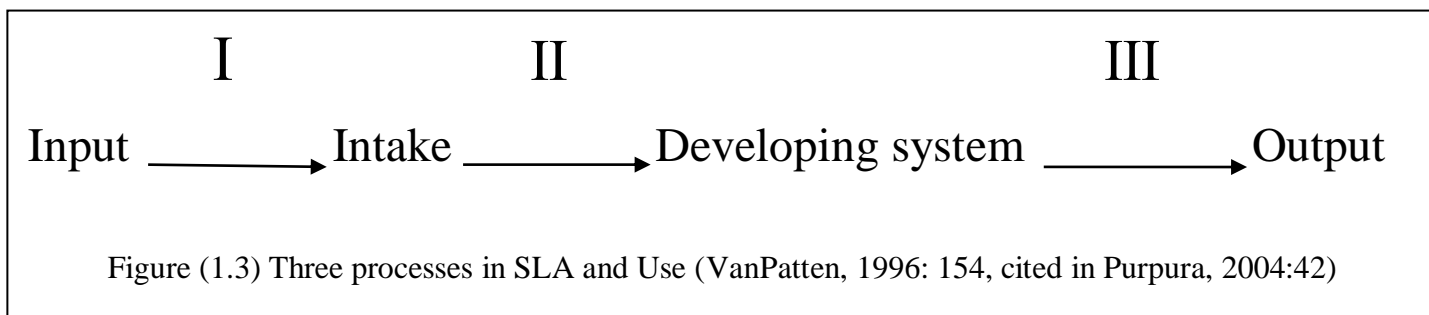 I II III
Input Intake Developing system Output
Figure (1.3) Three processes in SLA and Use (VanPatten, 1996: 154, cited in Purpura, 2004:42)